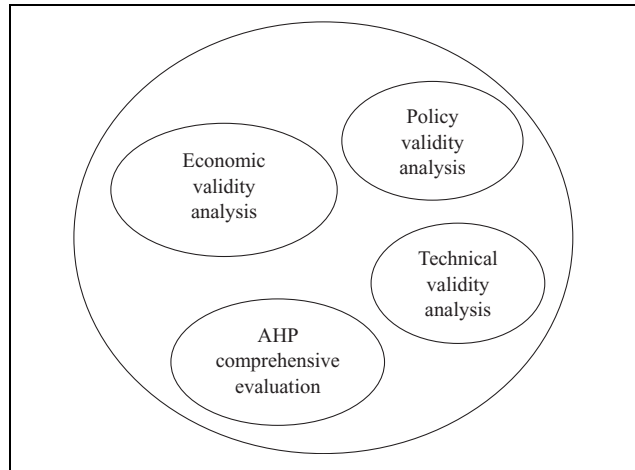 Policy
validity
analysis
Economic
validity
analysis
Technical
validity
analysis
AHP
comprehensive
evaluation